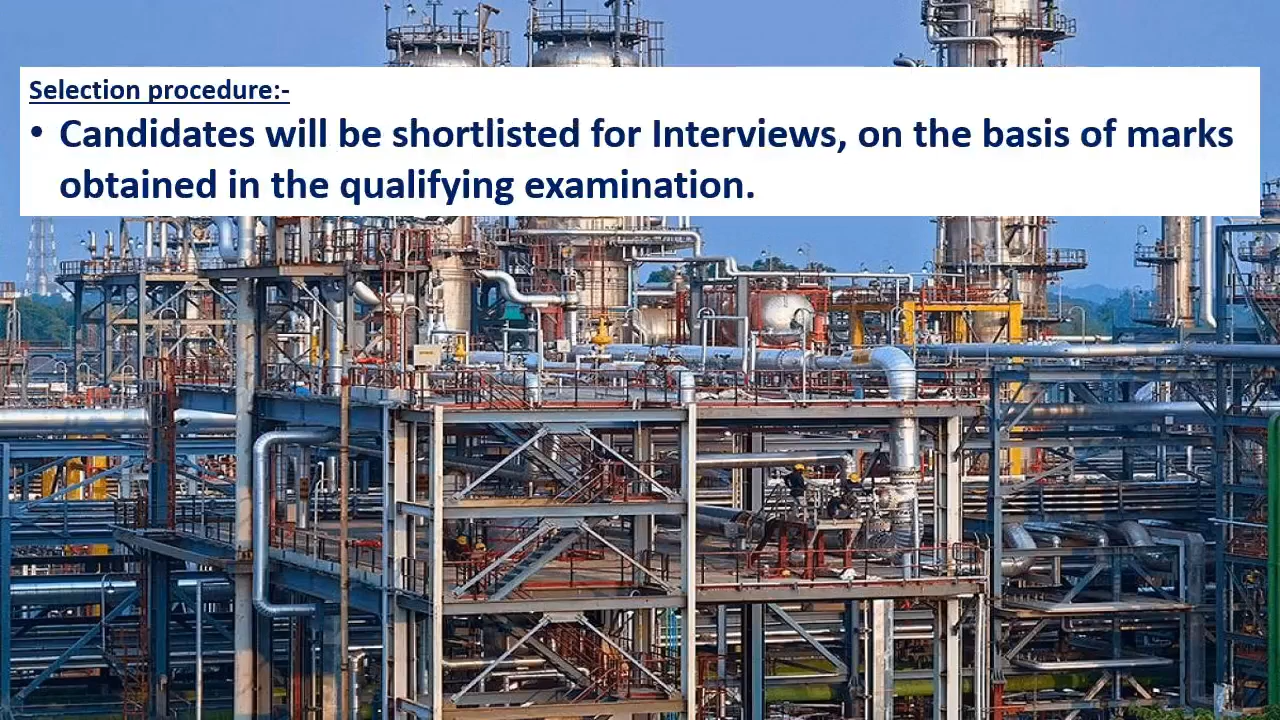 Selection procedure:-
• Candidates will be shortlisted for Interviews, on the basis of marks
obtained in the qualifying examination.